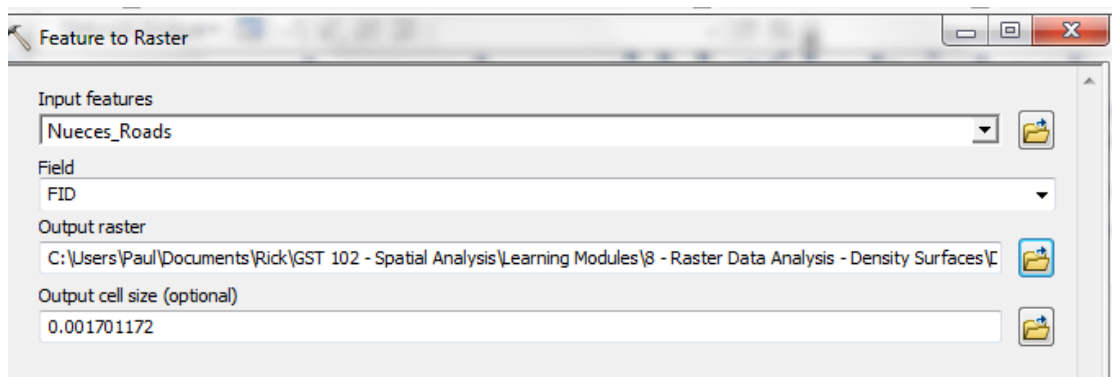 Feature to Raster
Input features
Nueces_Roads
Field
FID
Output raster
C:\Users\Paul\Documents\Rick\GST 102 - Spatial Analysis\Learning Modules\8 - Raster Data Analysis - Density Surfaces\
Output cell size (optional)
0.001701172